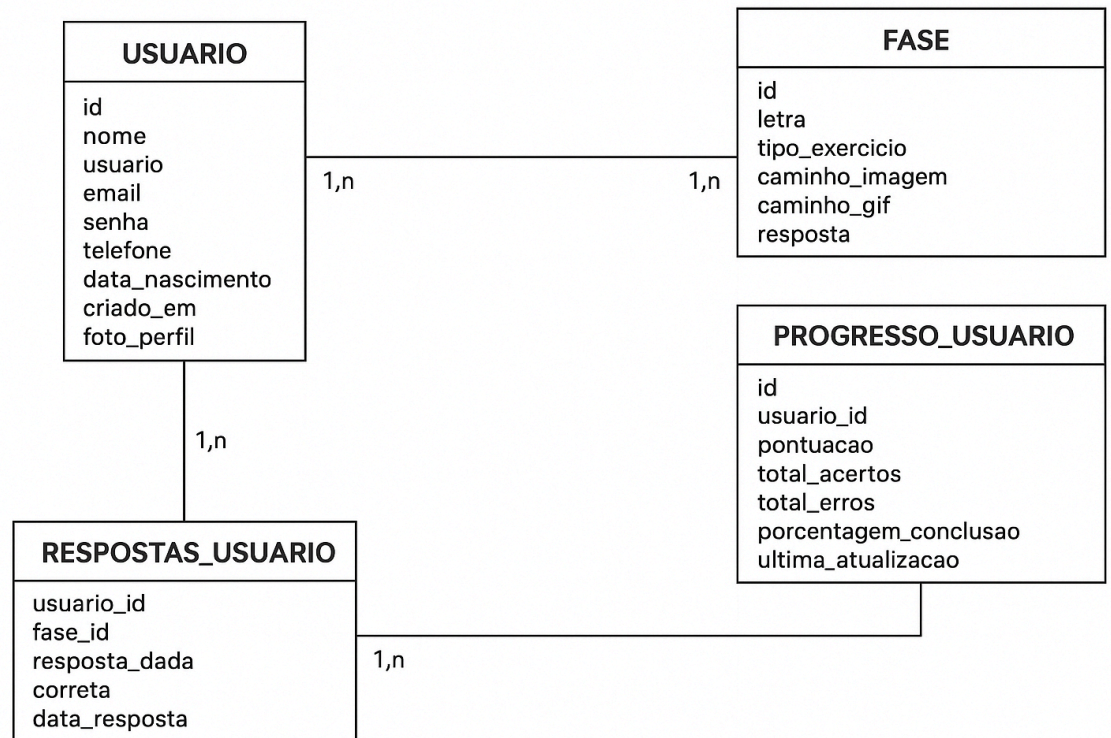 USUARIO
id
nome
usuario
email
senha
telefone
data_nascimento
criado_em
foto_perfil
1,n
1,n
FASE
id
letra
tipo_exercicio
caminho_imagem
caminho_gif
resposta
1,n
PROGRESSO_USUARIO
id
usuario_id
pontuacao
total_acertos
total_erros
porcentagem_conclusao
ultima_atualizacao
RESPOSTAS_USUARIO
usuario_id
fase_id
resposta_dada
correta
data_resposta
1,n